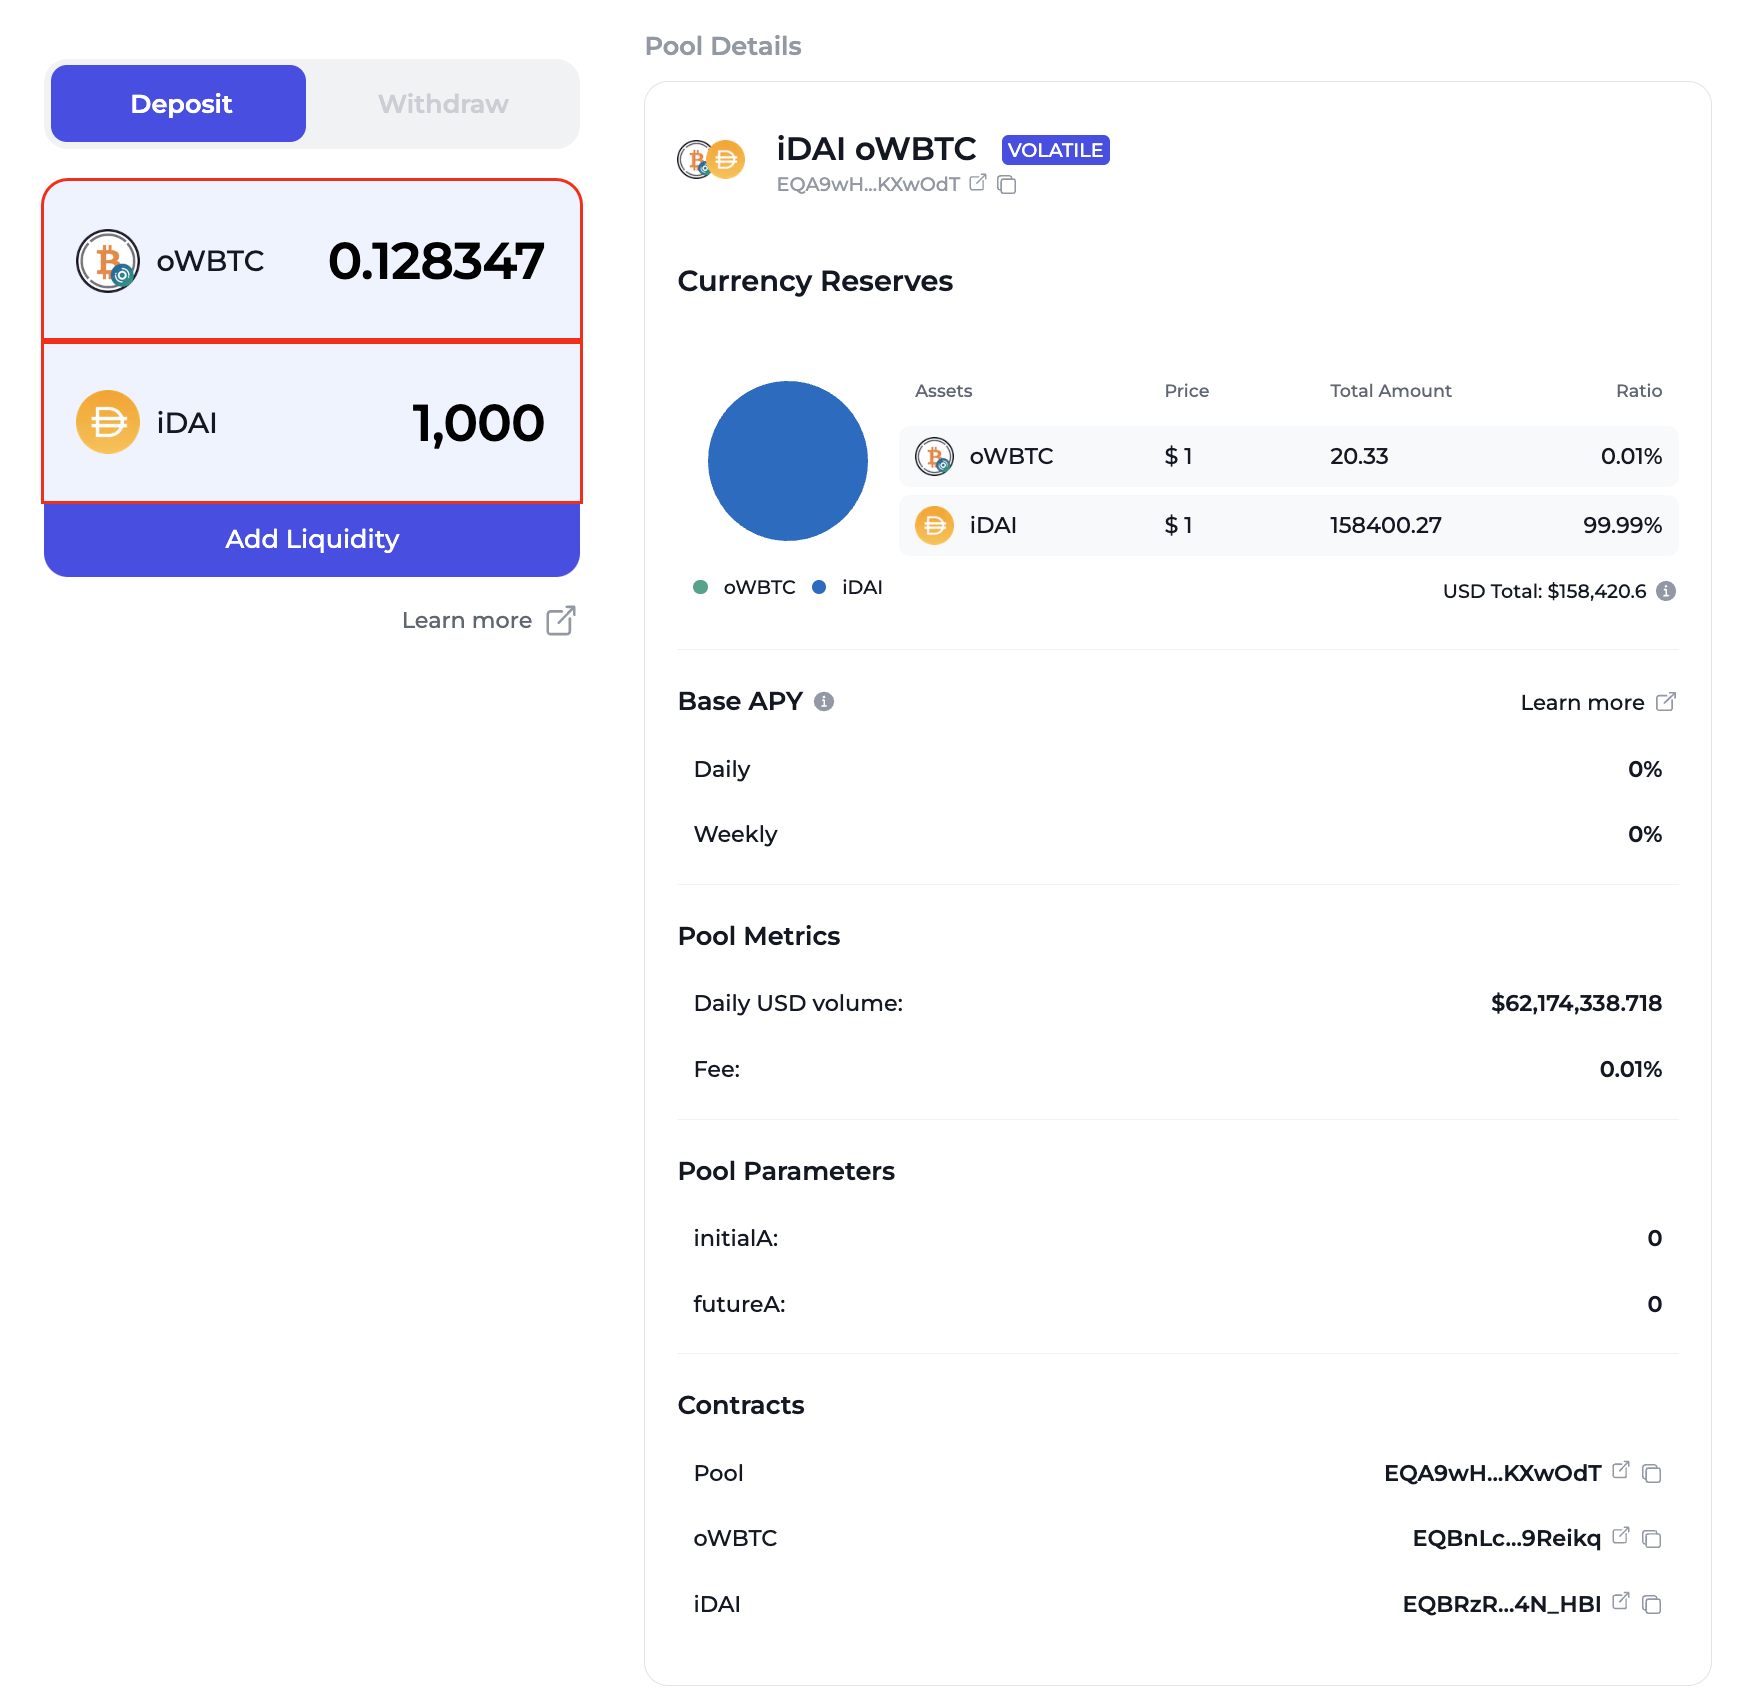 Deposit
Withdraw
oWBTC 0.128347
iDAI 1,000
Add Liquidity
Learn more
Pool Details
iDAI oWBTC VOLATILE
EQA9wH...KXwOdT
Currency Reserves
Assets Price Total Amount Ratio
oWBTC $ 1 20.33 0.01%
iDAI $ 1 158400.27 99.99%
oWBTC iDAI
USD Total: $158,420.6
Base APY
Learn more
Daily 0%
Weekly 0%
Pool Metrics
Daily USD volume: $62,174,338.718
Fee: 0.01%
Pool Parameters
initialA: 0
futureA: 0
Contracts
Pool EQA9wH...KXwOdT
oWBTC EQBnLc...9Reikq
iDAI EQBRzR...4N_HBI